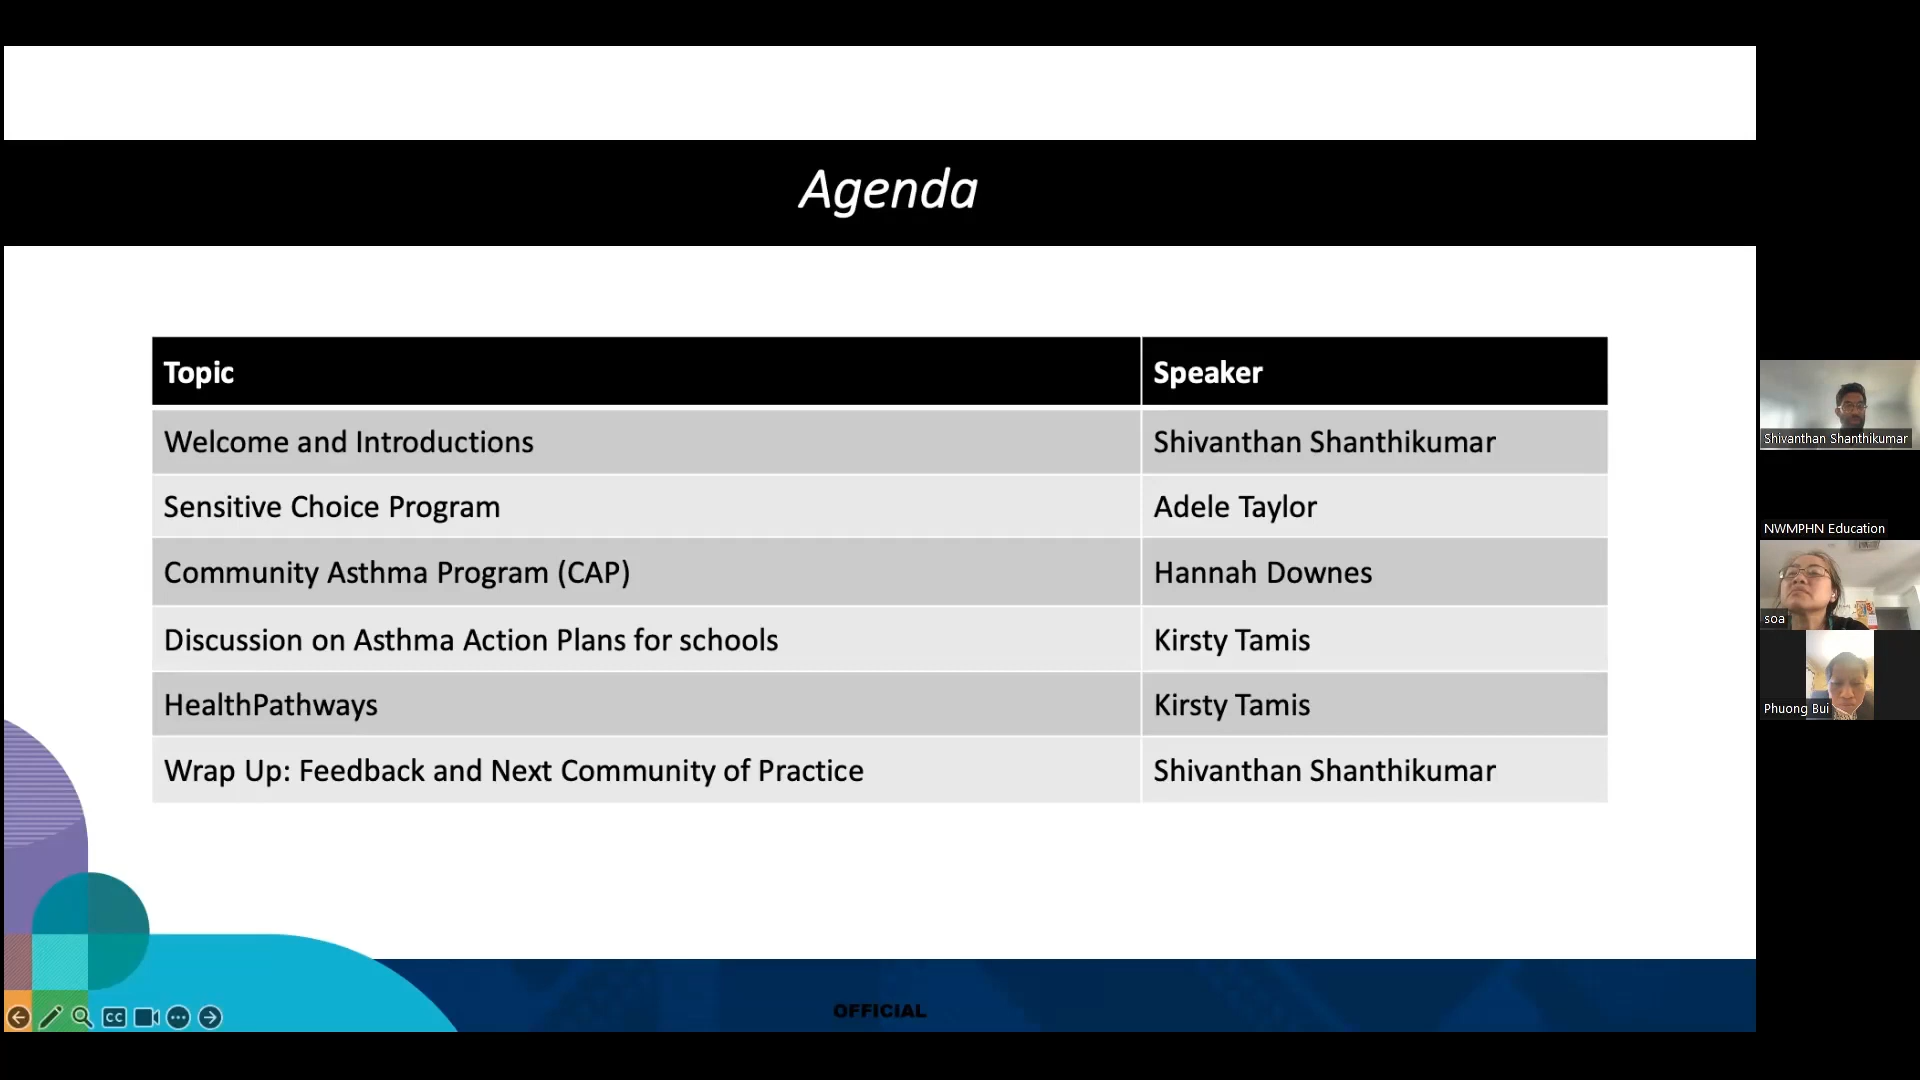 Agenda
Topic Speaker
Welcome and Introductions Shivanthan Shanthikumar
Sensitive Choice Program Adele Taylor
Community Asthma Program (CAP) Hannah Downes
Discussion on Asthma Action Plans for schools Kirsty Tamis
HealthPathways Kirsty Tamis
Wrap Up: Feedback and Next Community of Practice Shivanthan Shanthikumar
CC
OFFICIAL
Shivanthan Shanthikumar
NWMPHN Education
soa
Phuong Bui